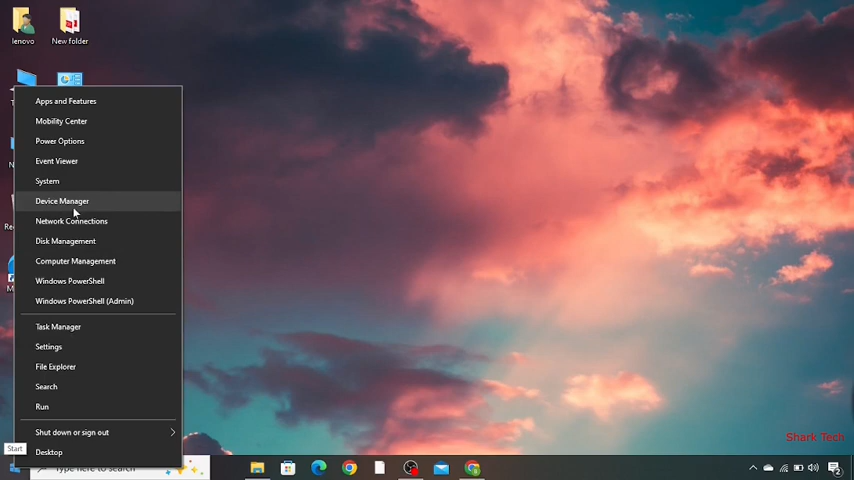 lenovo
New folder
Apps and Features
Mobility Center
Power Options
Event Viewer
System
Device Manager
Network Connections
Disk Management
Computer Management
Windows PowerShell
Windows PowerShell (Admin)
Task Manager
Settings
File Explorer
Search
Run
Shut down or sign out
Desktop
Start
Type here to search
Shark Tech
2